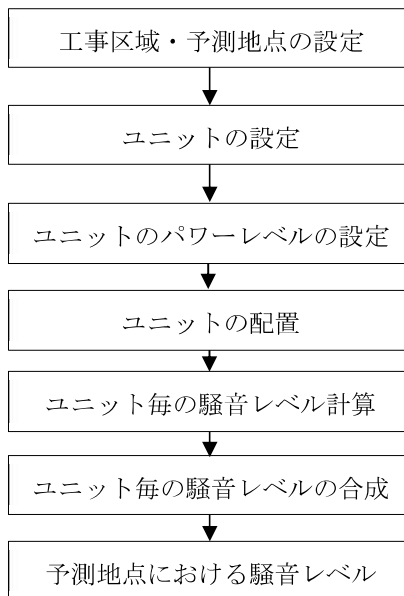 工事区域・予測地点の設定
ユニットの設定
ユニットのパワーレベルの設定
ユニットの配置
ユニット毎の騒音レベル計算
ユニット毎の騒音レベルの合成
予測地点における騒音レベル